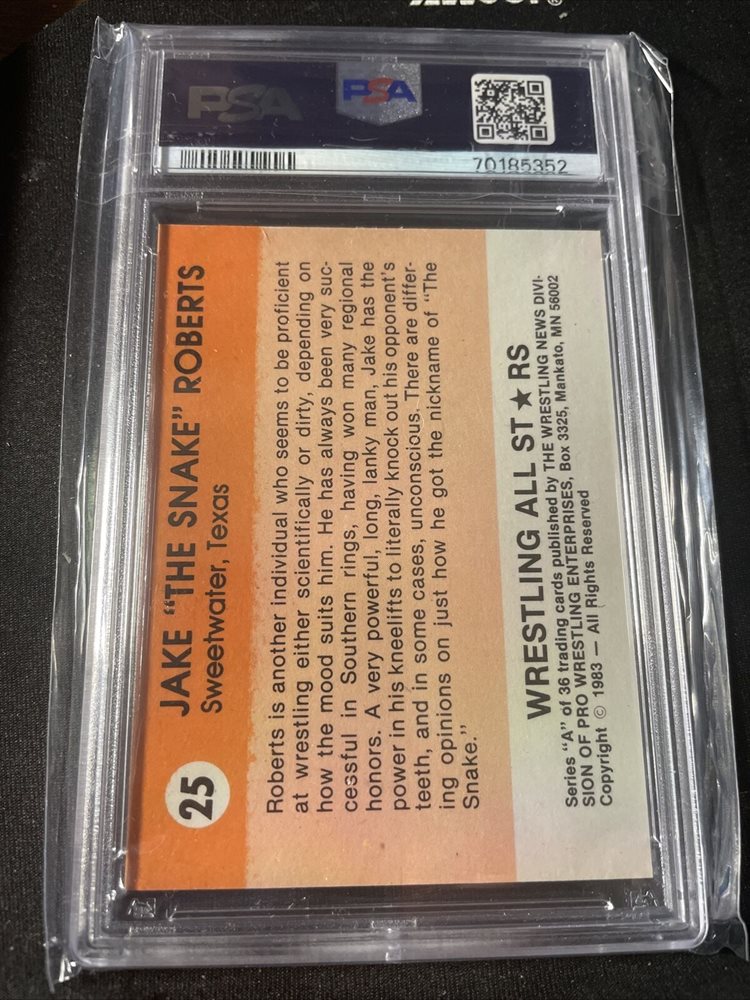 PSA
PSA
70185352
25
JAKE "THE SNAKE" ROBERTS
Sweetwater, Texas
Roberts is another individual who seems to be proficient
at wrestling either scientifically or dirty, depending on
how the mood suits him. He has always been very suc-
cessful in Southern rings, having won many regional
honors. A very powerful, long, lanky man, Jake has the
power in his kneelifts to literally knock out his opponent's
teeth, and in some cases, unconscious. There are differ-
ing opinions on just how he got the nickname of "The
Snake."
WRESTLING ALL ST★RS
Series "A" of 36 trading cards published by THE WRESTLING NEWS DIVI-
SION OF PRO WRESTLING ENTERPRISES, Box 3325, Mankato, MN 56002
Copyright © 1983 — All Rights Reserved